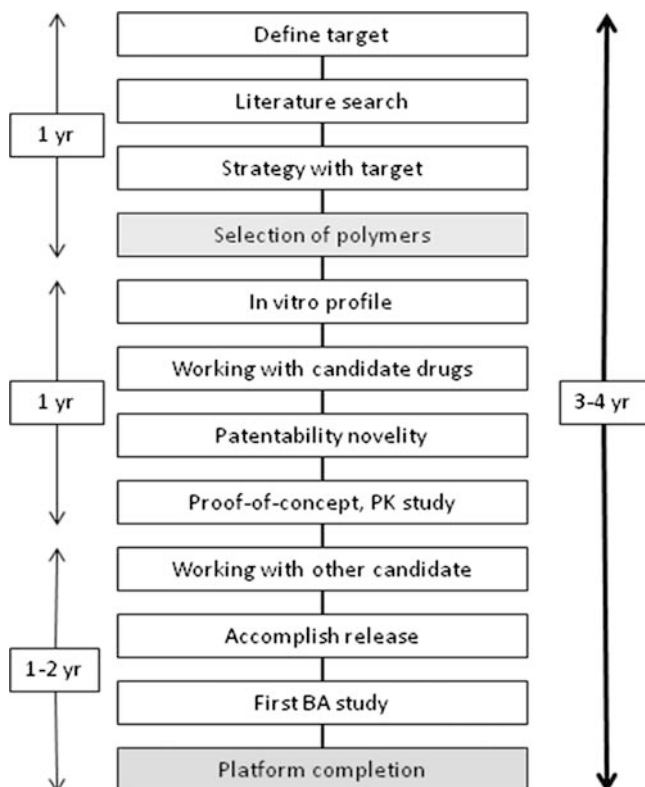 Define target
Literature search
1 yr
Strategy with target
Selection of polymers
In vitro profile
Working with candidate drugs
1 yr
3-4 yr
Patentability novelity
Proof-of-concept, PK study
Working with other candidate
Accomplish release
1-2 yr
First BA study
Platform completion